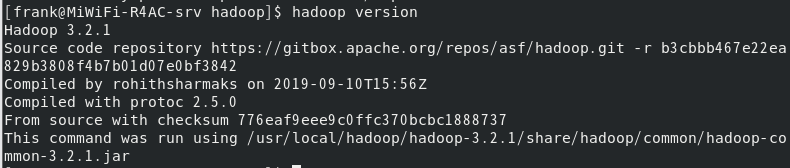 [frank@MiWiFi-R4AC-srv hadoop]$ hadoop version
Hadoop 3.2.1
Source code repository https://gitbox.apache.org/repos/asf/hadoop.git -r b3cbbb467e22ea
829b3808f4b7b01d07e0bf3842
Compiled by rohithsharmaks on 2019-09-10T15:56Z
Compiled with protoc 2.5.0
From source with checksum 776eaf9eee9c0ffc370bcbc1888737
This command was run using /usr/local/hadoop/hadoop-3.2.1/share/hadoop/common/hadoop-co
mmon-3.2.1.jar